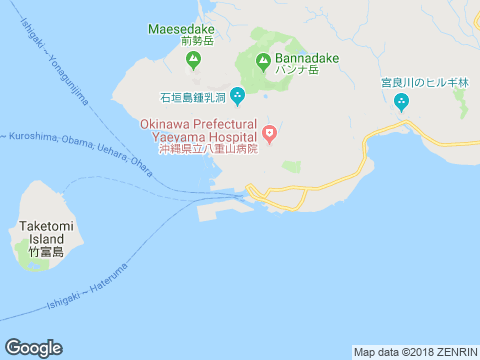 Maesedake
前勢岳
Bannadake
バンナ岳
石垣島鍾乳洞
宮良川のヒルギ林
Okinawa Prefectural
Yaeyama Hospital
沖縄県立八重山病院
Ishigaki ~ Yonagunijima
~ Kuroshima, Obama, Uehara, Ohara
Taketomi
Island
竹富島
Ishigaki ~ Hateruma
Google
Map data ©2018 ZENRIN